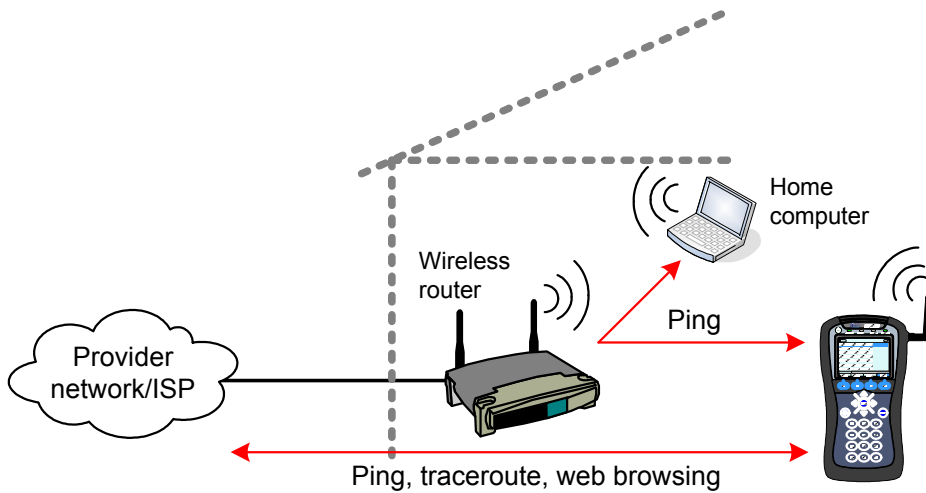 Home
computer
Wireless
router
Ping
Provider
network/ISP
Ping, traceroute, web browsing